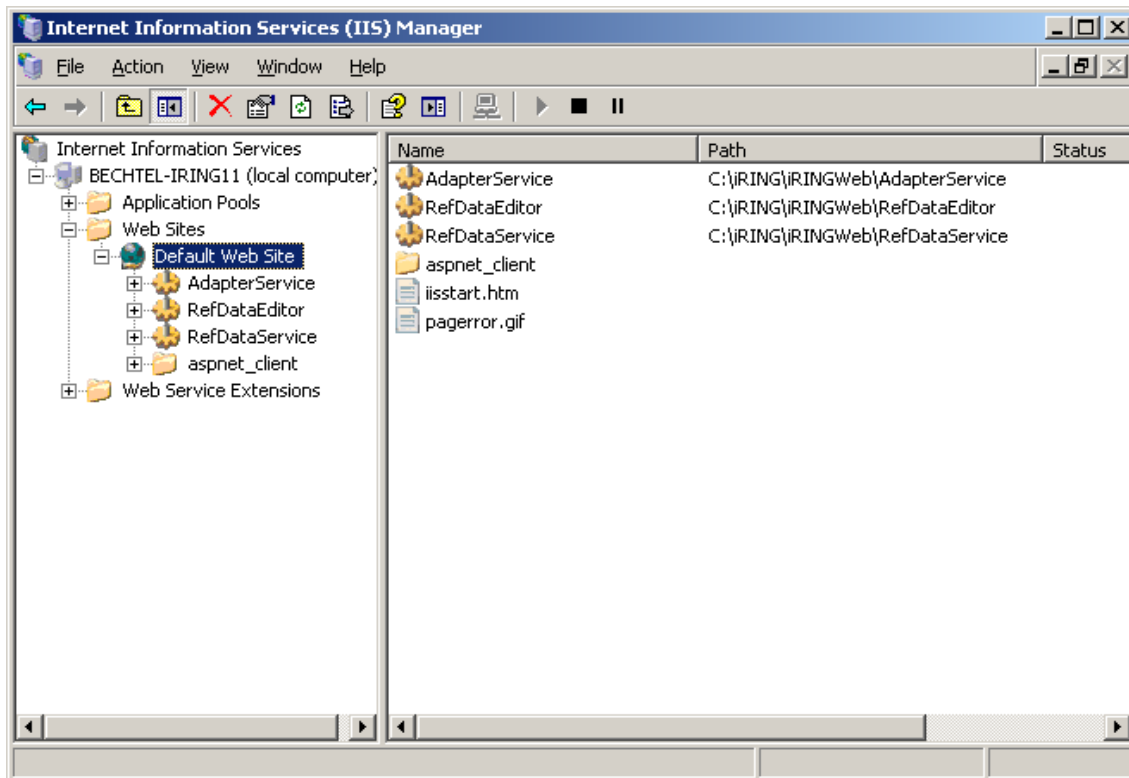 Internet Information Services (IIS) Manager
File Action View Window Help
Internet Information Services
BECHTEL-IRING11 (local computer)
Application Pools
Web Sites
Default Web Site
AdapterService
RefDataEditor
RefDataService
aspnet_client
Web Service Extensions
Name Path Status
AdapterService C:\iRING\iRINGWeb\AdapterService
RefDataEditor C:\iRING\iRINGWeb\RefDataEditor
RefDataService C:\iRING\iRINGWeb\RefDataService
aspnet_client
iisstart.htm
pagerror.gif